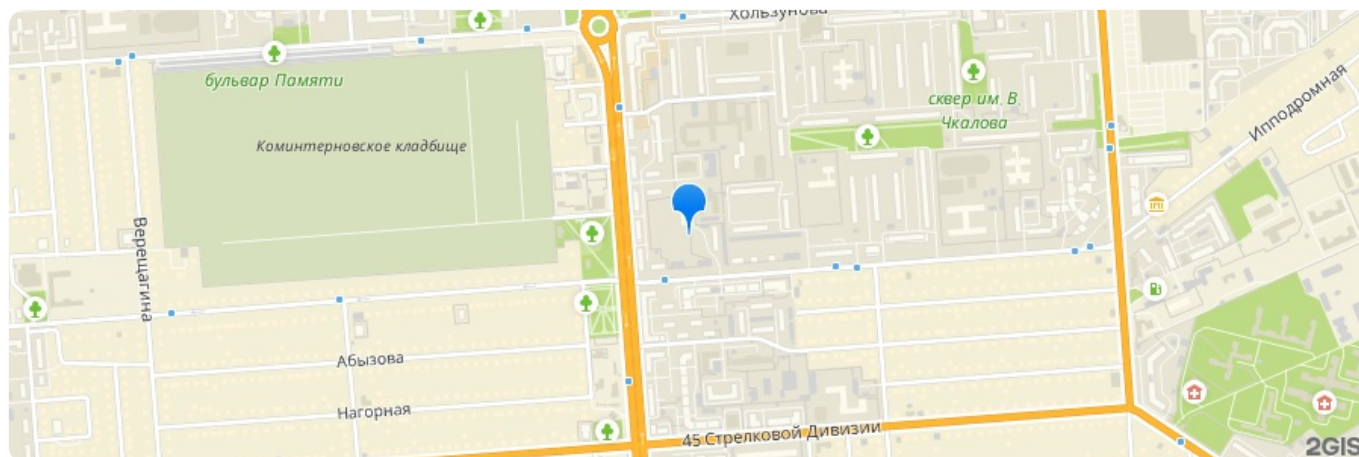 Хользунова
бульвар Памяти
сквер им. В.
Чкалова
Ипподромная
Коминтерновское кладбище
Верещагина
Абызова
Нагорная
45 Стрелковой Дивизии
2GIS